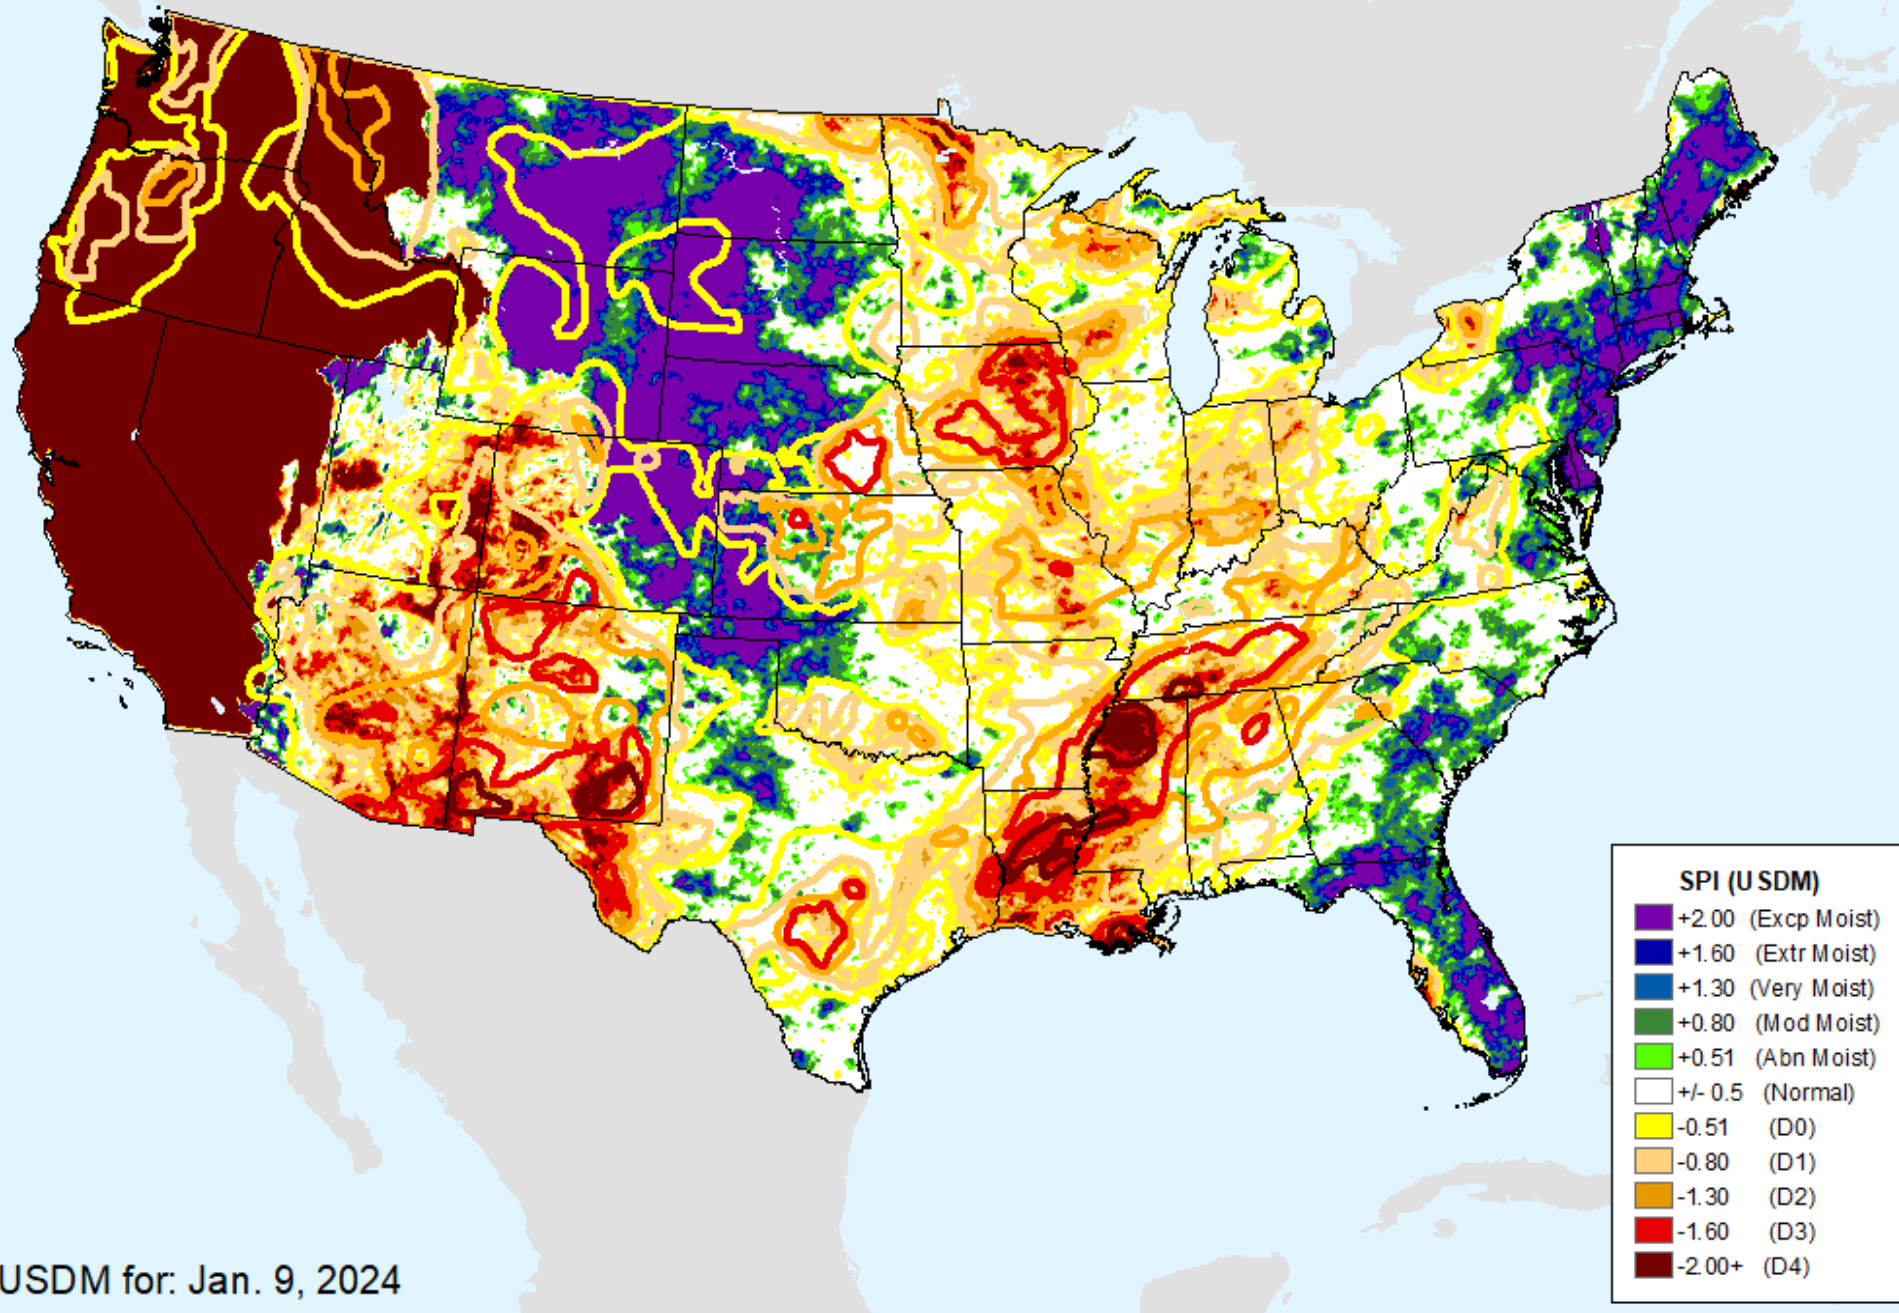 SPI (USDM)
+2.00 (Excp Moist)
+1.60 (Extr Moist)
+1.30 (Very Moist)
+0.80 (Mod Moist)
+0.51 (Abn Moist)
+/- 0.5 (Normal)
-0.51 (D0)
-0.80 (D1)
-1.30 (D2)
-1.60 (D3)
-2.00+ (D4)
USDM for: Jan. 9, 2024